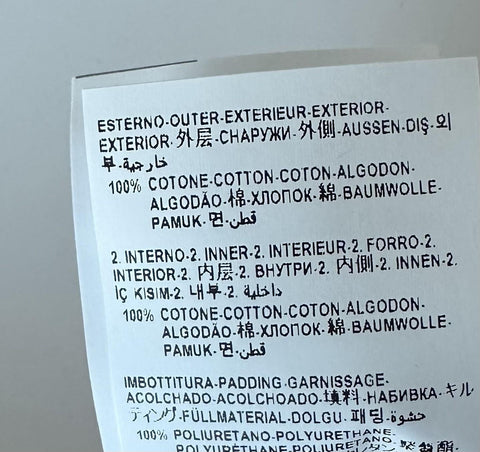 ESTERNO-OUTER-EXTERIEUR-EXTERIOR-
EXTERIOR-外层-СНАРУЖИ-外側-AUSSEN-DIŞ-외
부-خارجية
100% COTONE-COTTON-COTON-ALGODON-
ALGODÃO-棉-ХЛОПОК-綿-BAUMWOLLE-
PAMUK-면-قطن
2. INTERNO-2. INNER-2. INTERIEUR-2. FORRO-2.
INTERIOR-2. 内层-2. ВНУТРИ-2. 内側-2. INNEN-2.
İÇ KISIM-2. 내부-2. داخلية
100% COTONE-COTTON-COTON-ALGODON-
ALGODÃO-棉-ХЛОПОК-綿-BAUMWOLLE-
PAMUK-면-قطن
IMBOTTITURA-PADDING-GARNISSAGE-
ACOLCHADO-ACOLCHOADO-填料-НАБИВКА-キル
ティング-FÜLLMATERIAL-DOLGU-패딩-حشوة
100% POLIURETANO-POLYURETHANE-
POLYURÉTHANE-POLIURETANO-